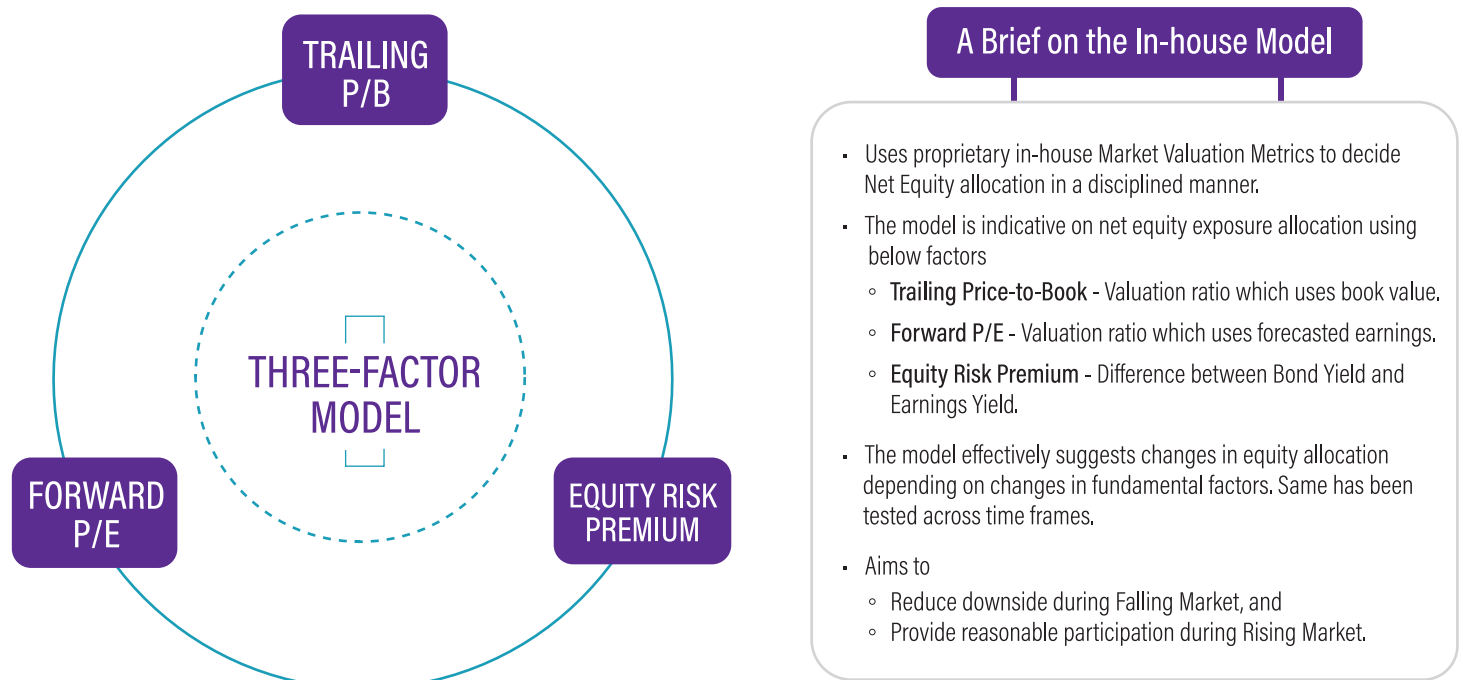 TRAILING
P/B
THREE-FACTOR
MODEL
FORWARD
P/E
EQUITY RISK
PREMIUM
A Brief on the In-house Model
▪ Uses proprietary in-house Market Valuation Metrics to decide
Net Equity allocation in a disciplined manner.
▪ The model is indicative on net equity exposure allocation using
below factors
◦ Trailing Price-to-Book - Valuation ratio which uses book value.
◦ Forward P/E - Valuation ratio which uses forecasted earnings.
◦ Equity Risk Premium - Difference between Bond Yield and
Earnings Yield.
▪ The model effectively suggests changes in equity allocation
depending on changes in fundamental factors. Same has been
tested across time frames.
▪ Aims to
◦ Reduce downside during Falling Market, and
◦ Provide reasonable participation during Rising Market.